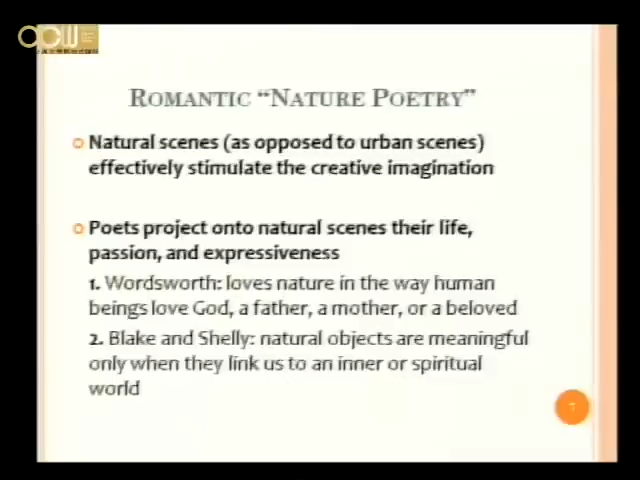 ROMANTIC “NATURE POETRY”
Natural scenes (as opposed to urban scenes)
effectively stimulate the creative imagination
Poets project onto natural scenes their life,
passion, and expressiveness
1. Wordsworth: loves nature in the way human
beings love God, a father, a mother, or a beloved
2. Blake and Shelly: natural objects are meaningful
only when they link us to an inner or spiritual
world